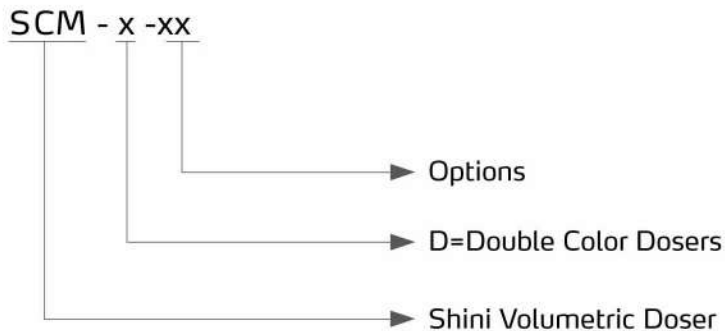 SCM - x -xx
Options
D=Double Color Dosers
Shini Volumetric Doser